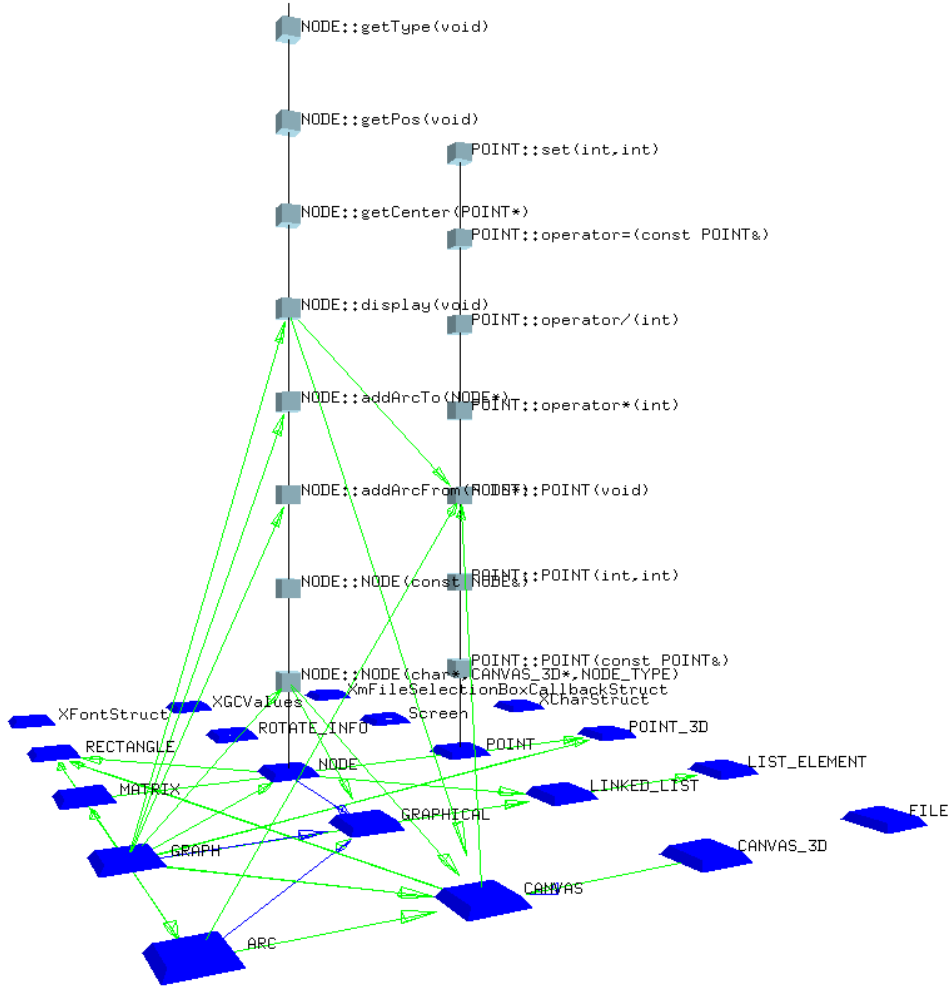 NODE::getType(void)
NODE::getPos(void)
POINT::set(int,int)
NODE::getCenter(POINT*)
POINT::operator=(const POINT&)
NODE::display(void)
POINT::operator/(int)
NODE::addArcTo(NODE*)
POINT::operator*(int)
NODE::addArcFrom(NODE*)
POINT::POINT(void)
NODE::NODE(const NODE&)
POINT::POINT(int,int)
POINT::POINT(const POINT&)
NODE::NODE(char*,CANVAS_3D*,NODE_TYPE)
XmFileSelectionBoxCallbackStruct
XGCValues
XCharStruct
XFontStruct
Screen
ROTATE_INFO
POINT_3D
RECTANGLE
POINT
NODE
LIST_ELEMENT
MATRIX
LINKED_LIST
GRAPHICAL
FILE
GRAPH
CANVAS_3D
CANVAS
ARC